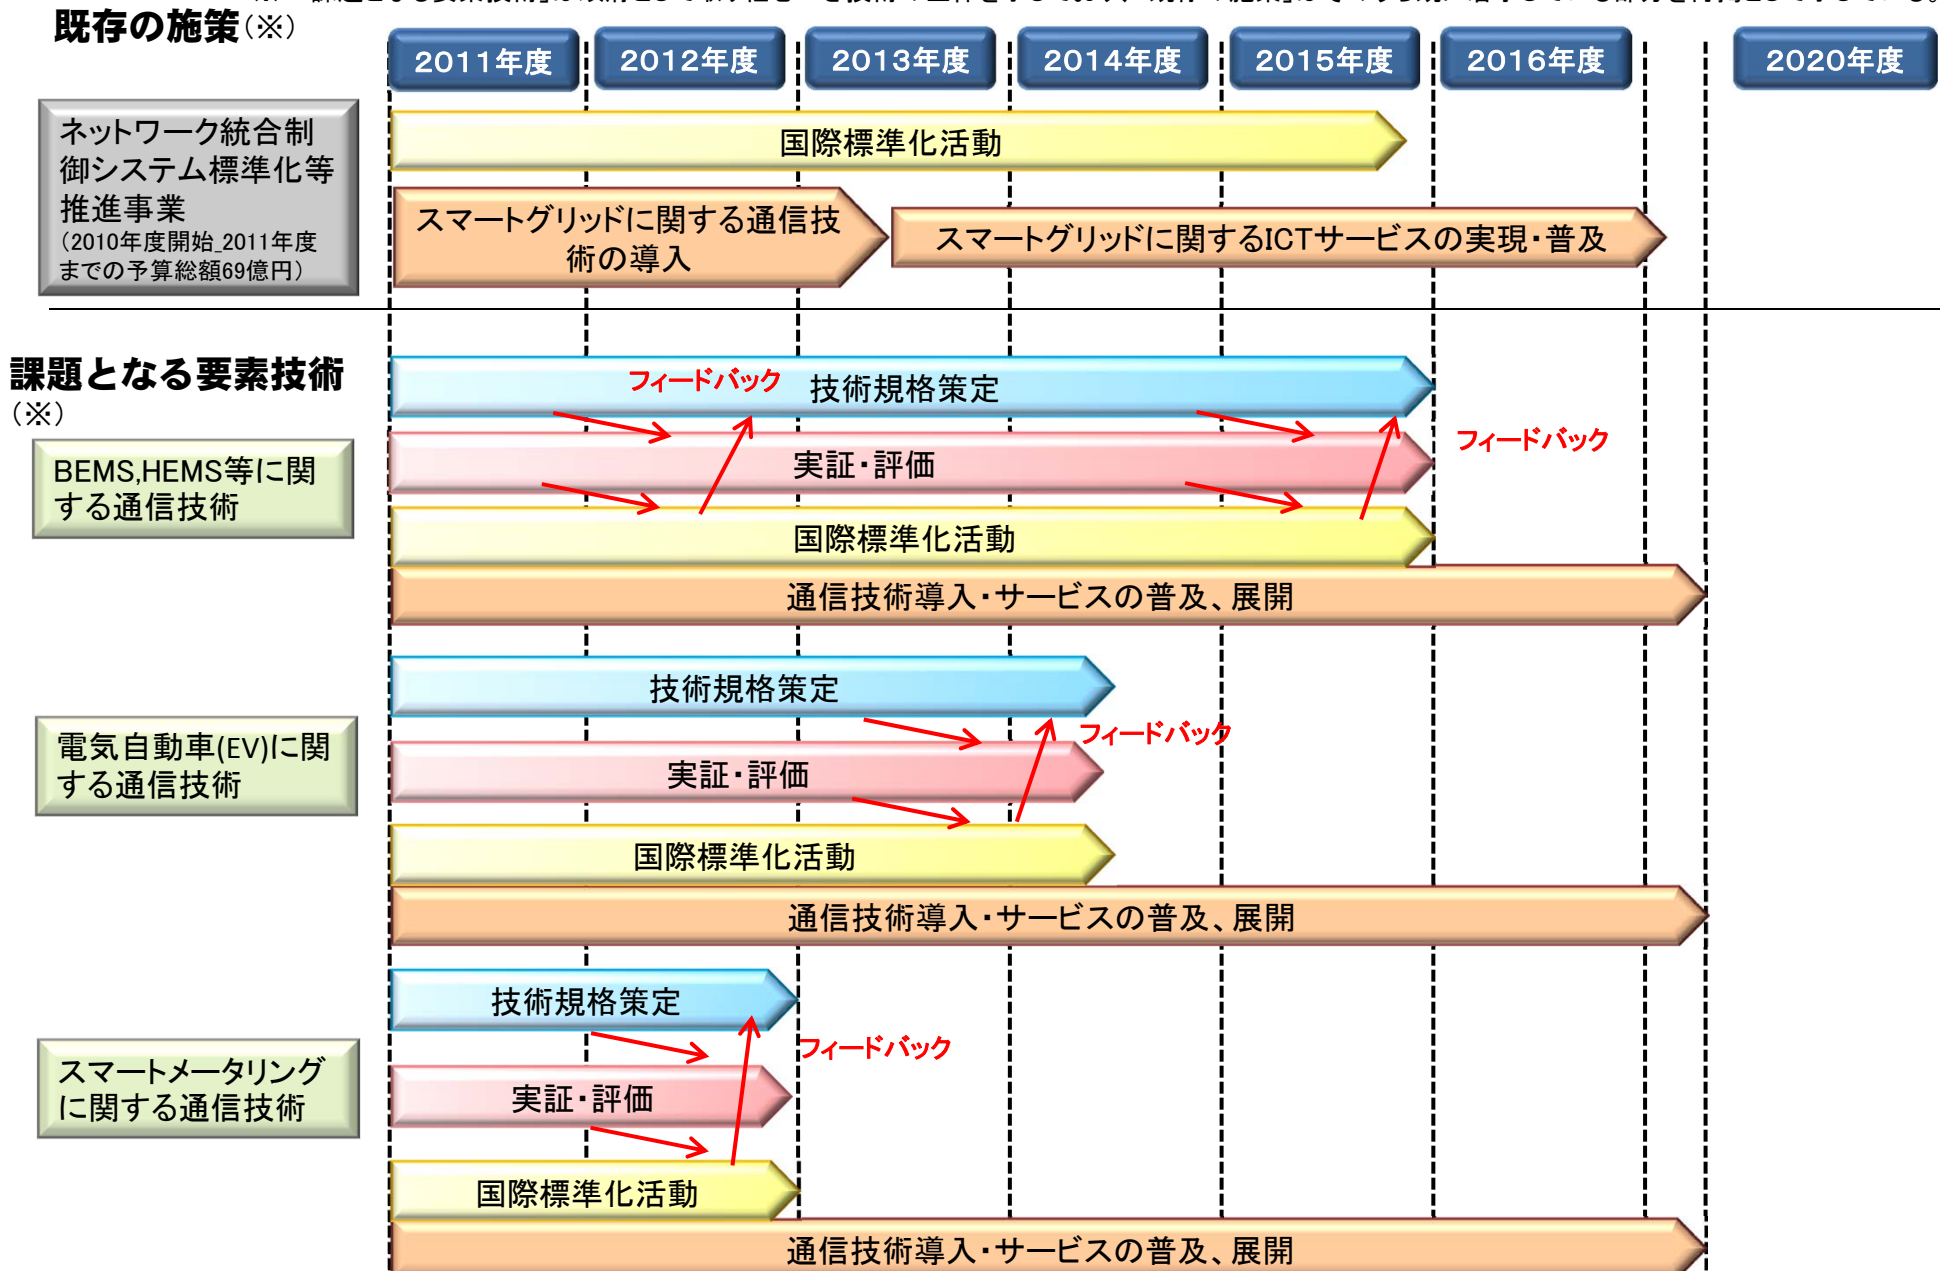 既存の施策(※)
2011年度
2012年度
2013年度
2014年度
2015年度
2016年度
2020年度
ネットワーク統合制
御システム標準化等
推進事業
（2010年度開始_2011年度
までの予算総額69億円）
国際標準化活動
スマートグリッドに関する通信技
術の導入
スマートグリッドに関するICTサービスの実現・普及
課題となる要素技術
(※)
BEMS,HEMS等に関
する通信技術
フィードバック
技術規格策定
フィードバック
実証・評価
国際標準化活動
通信技術導入・サービスの普及、展開
電気自動車(EV)に関
する通信技術
技術規格策定
フィードバック
実証・評価
国際標準化活動
通信技術導入・サービスの普及、展開
スマートメータリング
に関する通信技術
技術規格策定
フィードバック
実証・評価
国際標準化活動
通信技術導入・サービスの普及、展開